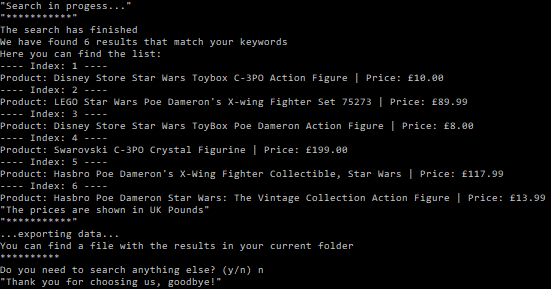 "Search in progess..."
"***********"
The search has finished
We have found 6 results that match your keywords
Here you can find the list:
---- Index: 1 ----
Product: Disney Store Star Wars Toybox C-3PO Action Figure | Price: £10.00
---- Index: 2 ----
Product: LEGO Star Wars Poe Dameron's X-wing Fighter Set 75273 | Price: £89.99
---- Index: 3 ----
Product: Disney Store Star Wars ToyBox Poe Dameron Action Figure | Price: £8.00
---- Index: 4 ----
Product: Swarovski C-3PO Crystal Figurine | Price: £199.00
---- Index: 5 ----
Product: Hasbro Poe Dameron's X-Wing Fighter Collectible, Star Wars | Price: £117.99
---- Index: 6 ----
Product: Hasbro Poe Dameron Star Wars: The Vintage Collection Action Figure | Price: £13.99
"The prices are shown in UK Pounds"
"***********"
...exporting data...
You can find a file with the results in your current folder
**********
Do you need to search anything else? (y/n) n
"Thank you for choosing us, goodbye!"